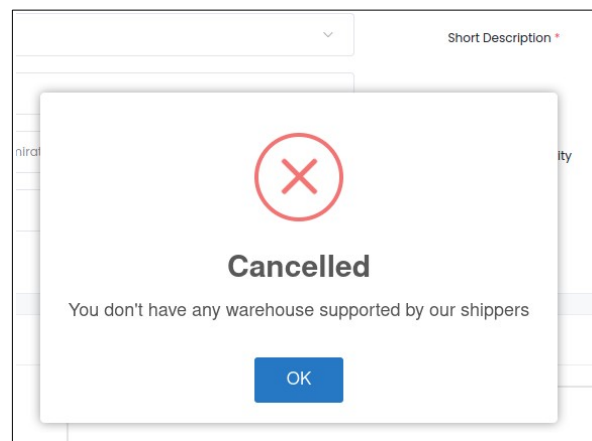 Short Description *
Cancelled
You don't have any warehouse supported by our shippers
OK